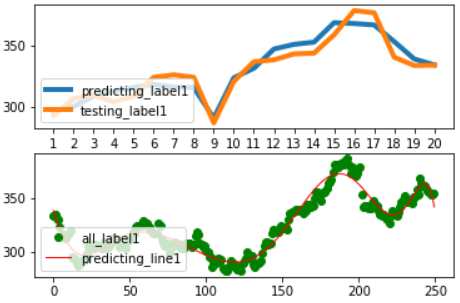 350
300
predicting_label1
testing_label1
1 2 3 4 5 6 7 8 9 10 11 12 13 14 15 16 17 18 19 20
350
300
all_label1
predicting_line1
0 50 100 150 200 250